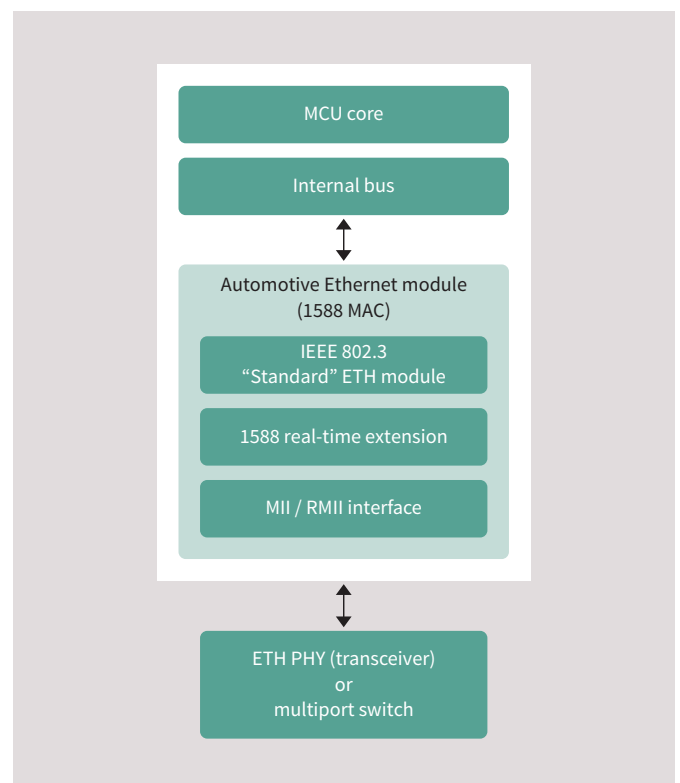 MCU core
Internal bus
Automotive Ethernet module
(1588 MAC)
IEEE 802.3
“Standard” ETH module
1588 real-time extension
MII / RMII interface
ETH PHY (transceiver)
or
multiport switch